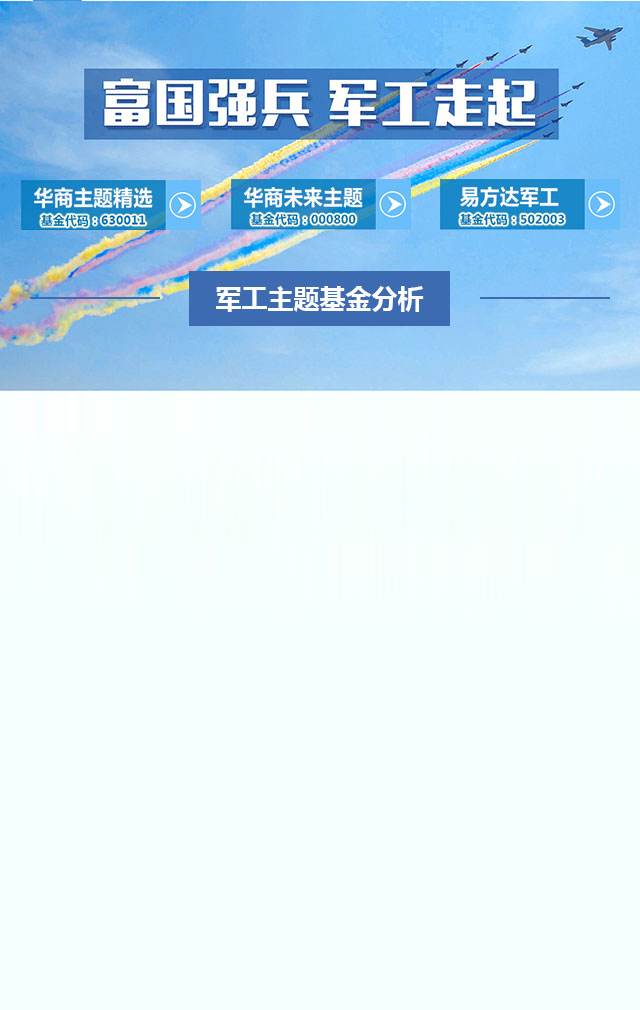 富国强兵 军工走起
华商主题精选
基金代码：630011
华商未来主题
基金代码：000800
易方达军工
基金代码：502003
军工主题基金分析